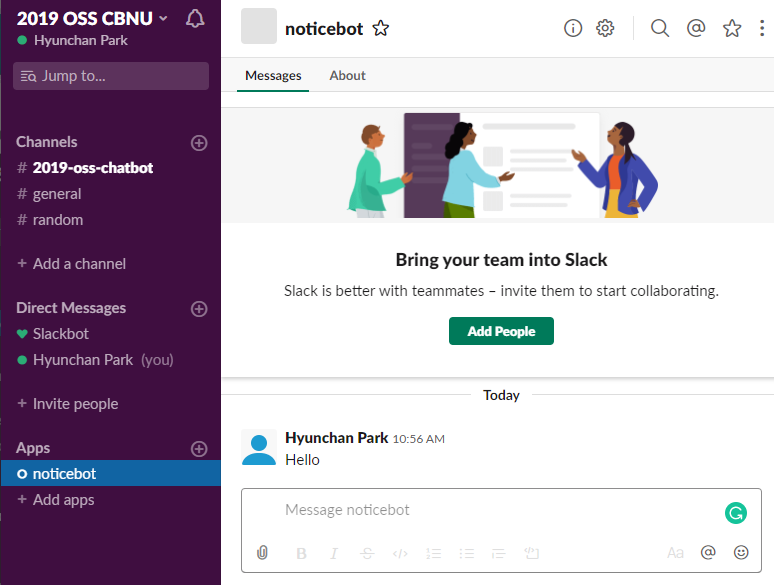 2019 OSS CBNU
Hyunchan Park
Jump to...
Channels
# 2019-oss-chatbot
# general
# random
+ Add a channel
Direct Messages
Slackbot
Hyunchan Park (you)
+ Invite people
Apps
noticebot
+ Add apps
noticebot
Messages About
Bring your team into Slack
Slack is better with teammates – invite them to start collaborating.
Add People
Today
Hyunchan Park 10:56 AM
Hello
Message noticebot
B I S </> Aa @